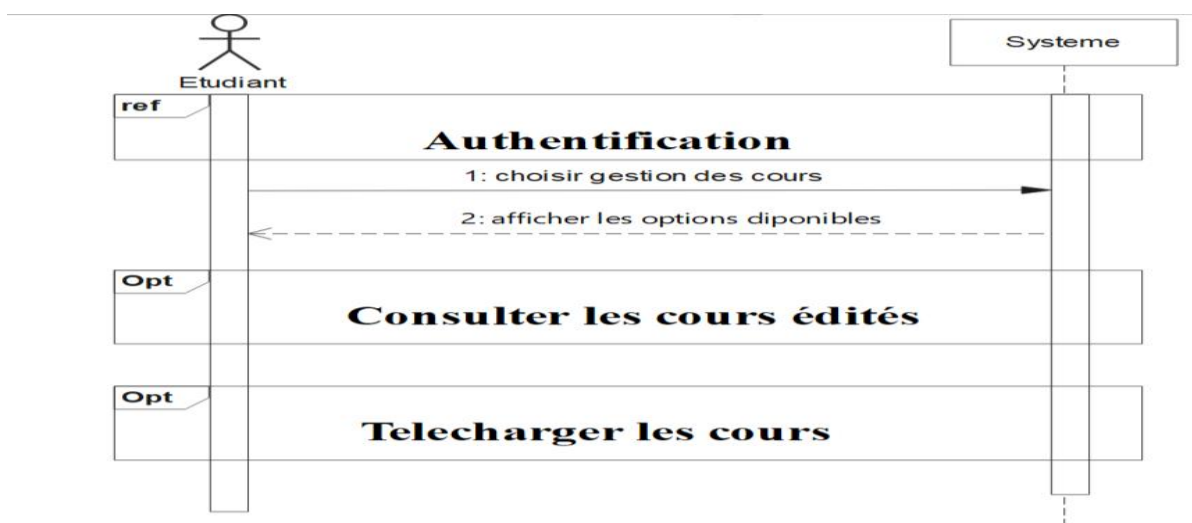 Systeme
Etudiant
ref
Authentification
1: choisir gestion des cours
2: afficher les options diponibles
Opt
Consulter les cours édités
Opt
Telecharger les cours